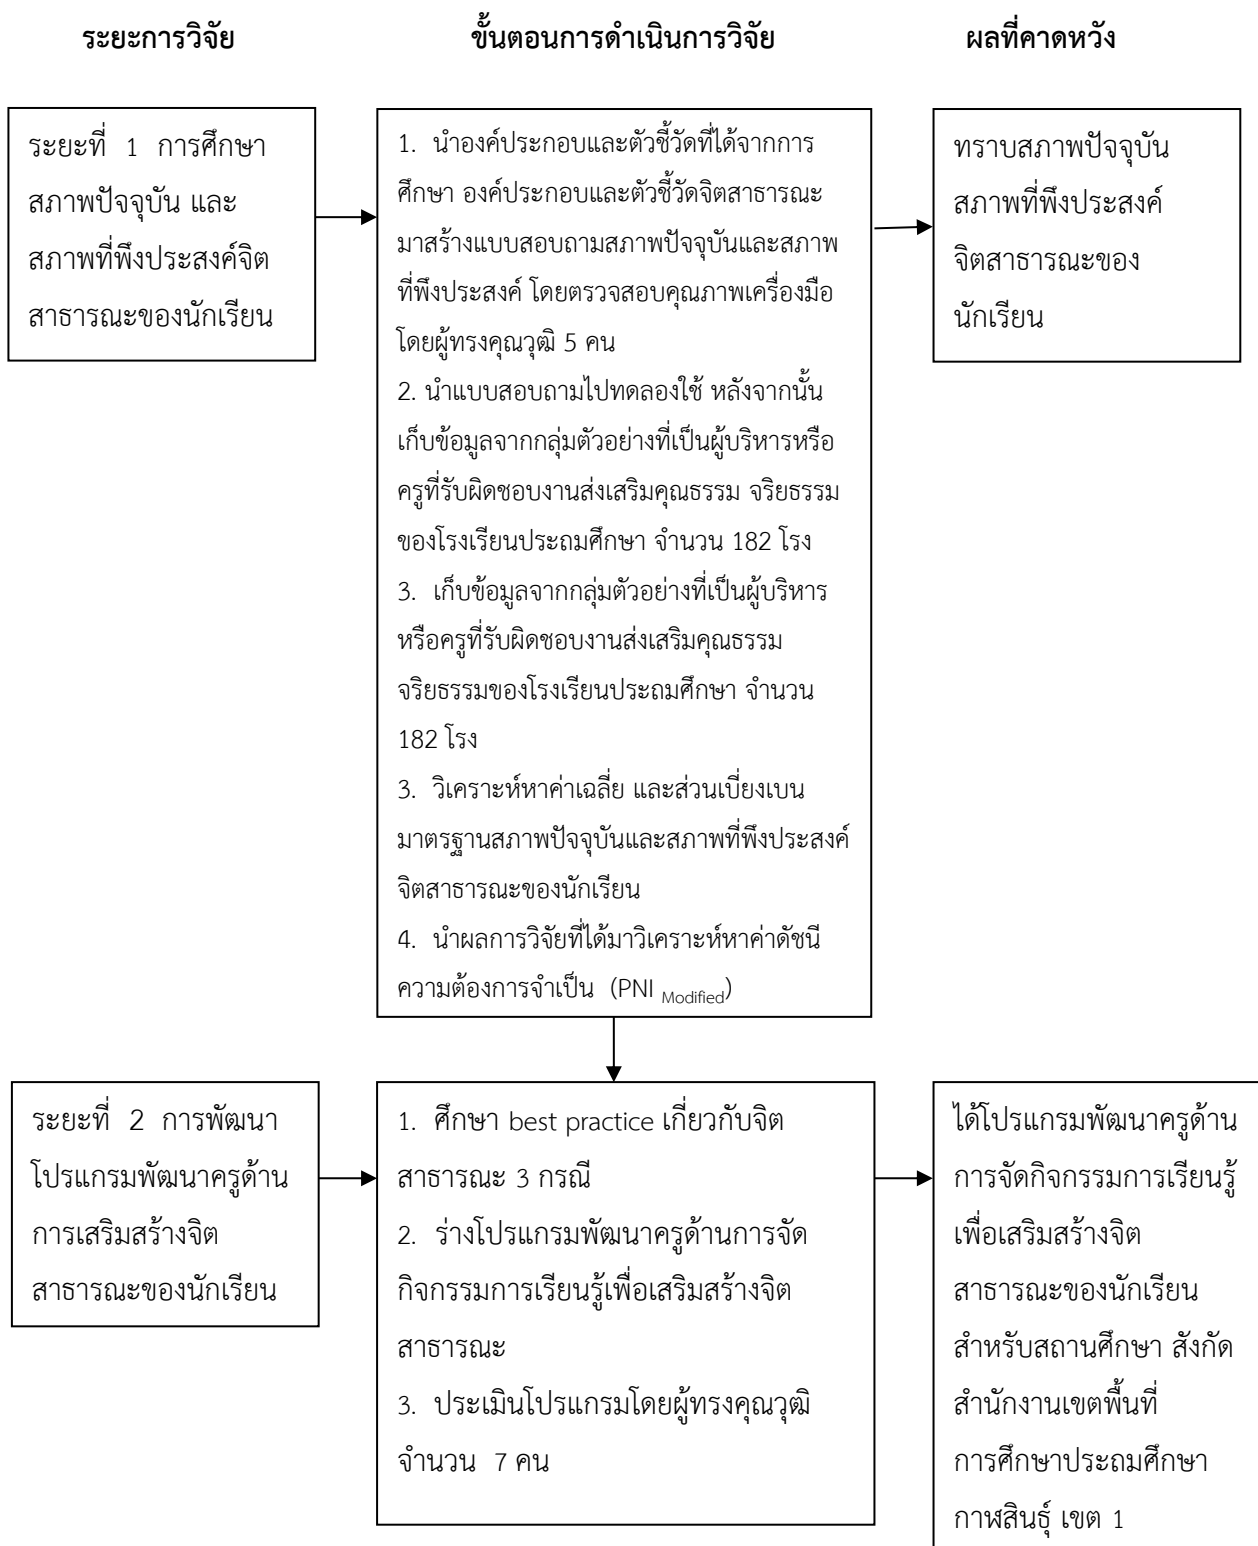 ระยะการวิจัย
ขั้นตอนการดำเนินการวิจัย
ผลที่คาดหวัง
ระยะที่ 1 การศึกษา
สภาพปัจจุบัน และ
สภาพที่พึงประสงค์จิต
สาธารณะของนักเรียน
1. นำองค์ประกอบและตัวชี้วัดที่ได้จากการ
ศึกษา องค์ประกอบและตัวชี้วัดจิตสาธารณะ
มาสร้างแบบสอบถามสภาพปัจจุบันและสภาพ
ที่พึงประสงค์ โดยตรวจสอบคุณภาพเครื่องมือ
โดยผู้ทรงคุณวุฒิ 5 คน
2. นำแบบสอบถามไปทดลองใช้ หลังจากนั้น
เก็บข้อมูลจากกลุ่มตัวอย่างที่เป็นผู้บริหารหรือ
ครูที่รับผิดชอบงานส่งเสริมคุณธรรม จริยธรรม
ของโรงเรียนประถมศึกษา จำนวน 182 โรง
3. เก็บข้อมูลจากกลุ่มตัวอย่างที่เป็นผู้บริหาร
หรือครูที่รับผิดชอบงานส่งเสริมคุณธรรม
จริยธรรมของโรงเรียนประถมศึกษา จำนวน
182 โรง
3. วิเคราะห์หาค่าเฉลี่ย และส่วนเบี่ยงเบน
มาตรฐานสภาพปัจจุบันและสภาพที่พึงประสงค์
จิตสาธารณะของนักเรียน
4. นำผลการวิจัยที่ได้มาวิเคราะห์หาค่าดัชนี
ความต้องการจำเป็น (PNI Modified)
ทราบสภาพปัจจุบัน
สภาพที่พึงประสงค์
จิตสาธารณะของ
นักเรียน
ระยะที่ 2 การพัฒนา
โปรแกรมพัฒนาครูด้าน
การเสริมสร้างจิต
สาธารณะของนักเรียน
1. ศึกษา best practice เกี่ยวกับจิต
สาธารณะ 3 กรณี
2. ร่างโปรแกรมพัฒนาครูด้านการจัด
กิจกรรมการเรียนรู้เพื่อเสริมสร้างจิต
สาธารณะ
3. ประเมินโปรแกรมโดยผู้ทรงคุณวุฒิ
จำนวน 7 คน
ได้โปรแกรมพัฒนาครูด้าน
การจัดกิจกรรมการเรียนรู้
เพื่อเสริมสร้างจิต
สาธารณะของนักเรียน
สำหรับสถานศึกษา สังกัด
สำนักงานเขตพื้นที่
การศึกษาประถมศึกษา
กาฬสินธุ์ เขต 1